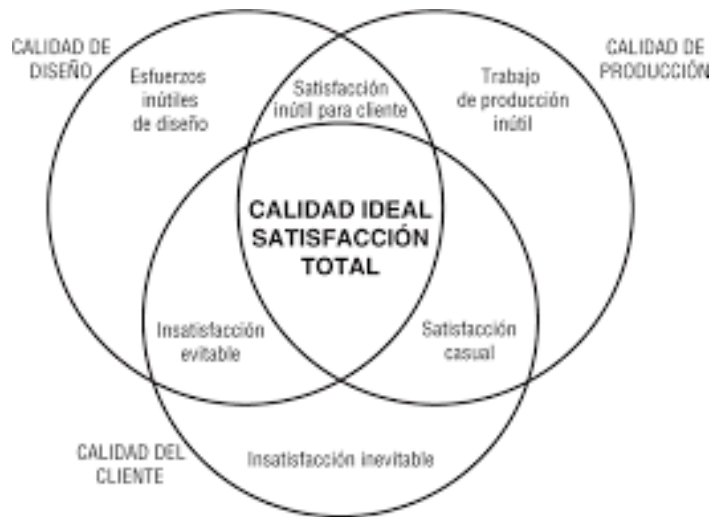 CALIDAD DE
DISEÑO
Esfuerzos
inútiles
de diseño
Satisfacción
inútil para cliente
Trabajo
de producción
inútil
CALIDAD DE
PRODUCCIÓN
CALIDAD IDEAL
SATISFACCIÓN
TOTAL
Insatisfacción
evitable
Satisfacción
casual
CALIDAD DEL
CLIENTE
Insatisfacción inevitable